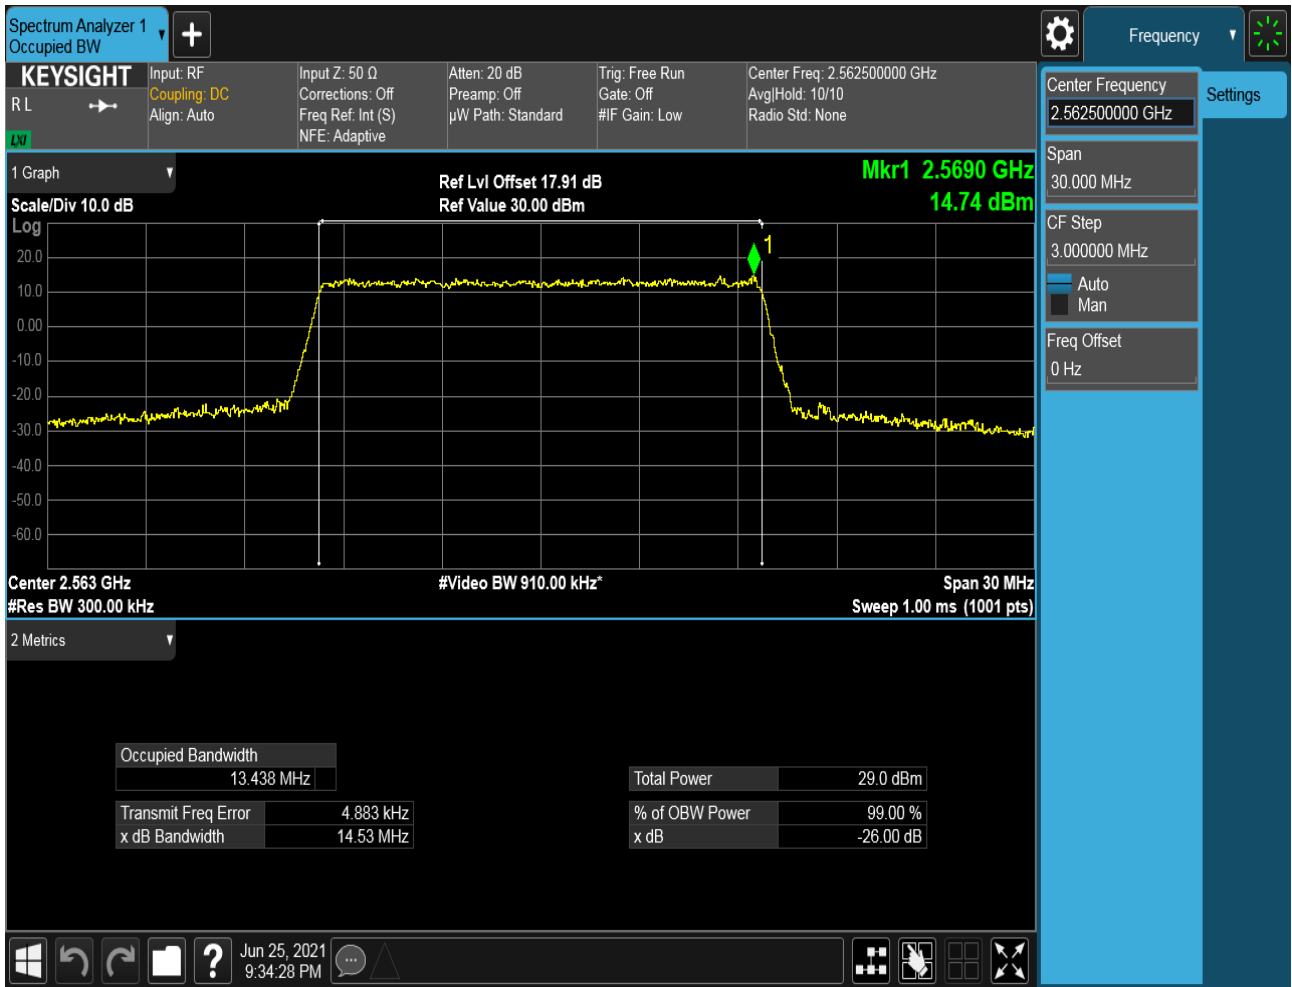 Spectrum Analyzer 1
Occupied BW
Frequency
KEYSIGHT
R L
LXI
Input: RF
Coupling: DC
Align: Auto
Input Z: 50 Ω
Corrections: Off
Freq Ref: Int (S)
NFE: Adaptive
Atten: 20 dB
Preamp: Off
µW Path: Standard
Trig: Free Run
Gate: Off
#IF Gain: Low
Center Freq: 2.562500000 GHz
Avg|Hold: 10/10
Radio Std: None
Center Frequency
2.562500000 GHz
Settings
Span
30.000 MHz
CF Step
3.000000 MHz
Auto
Man
Freq Offset
0 Hz
1 Graph
Scale/Div 10.0 dB
Ref Lvl Offset 17.91 dB
Ref Value 30.00 dBm
Mkr1 2.5690 GHz
14.74 dBm
Log
1
20.0
10.0
0.00
-10.0
-20.0
-30.0
-40.0
-50.0
-60.0
Center 2.563 GHz
#Res BW 300.00 kHz
#Video BW 910.00 kHz*
Span 30 MHz
Sweep 1.00 ms (1001 pts)
2 Metrics
Occupied Bandwidth
13.438 MHz
Transmit Freq Error 4.883 kHz
x dB Bandwidth 14.53 MHz
Total Power 29.0 dBm
% of OBW Power 99.00 %
x dB -26.00 dB
?
Jun 25, 2021
9:34:28 PM